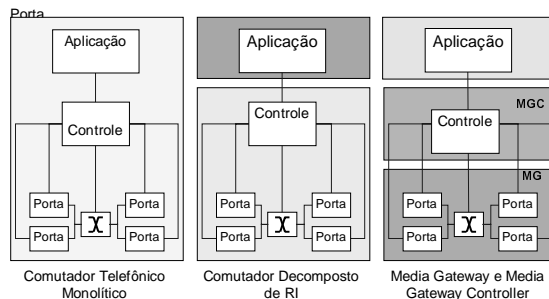 Porta
Aplicação
Controle
Porta
Porta
Porta
Porta
Comutador Telefônico
Monolítico
Aplicação
Controle
Porta
Porta
Porta
Porta
Comutador Decomposto
de RI
Aplicação
MGC
Controle
MG
Porta
Porta
Porta
Porta
Media Gateway e Media
Gateway Controller